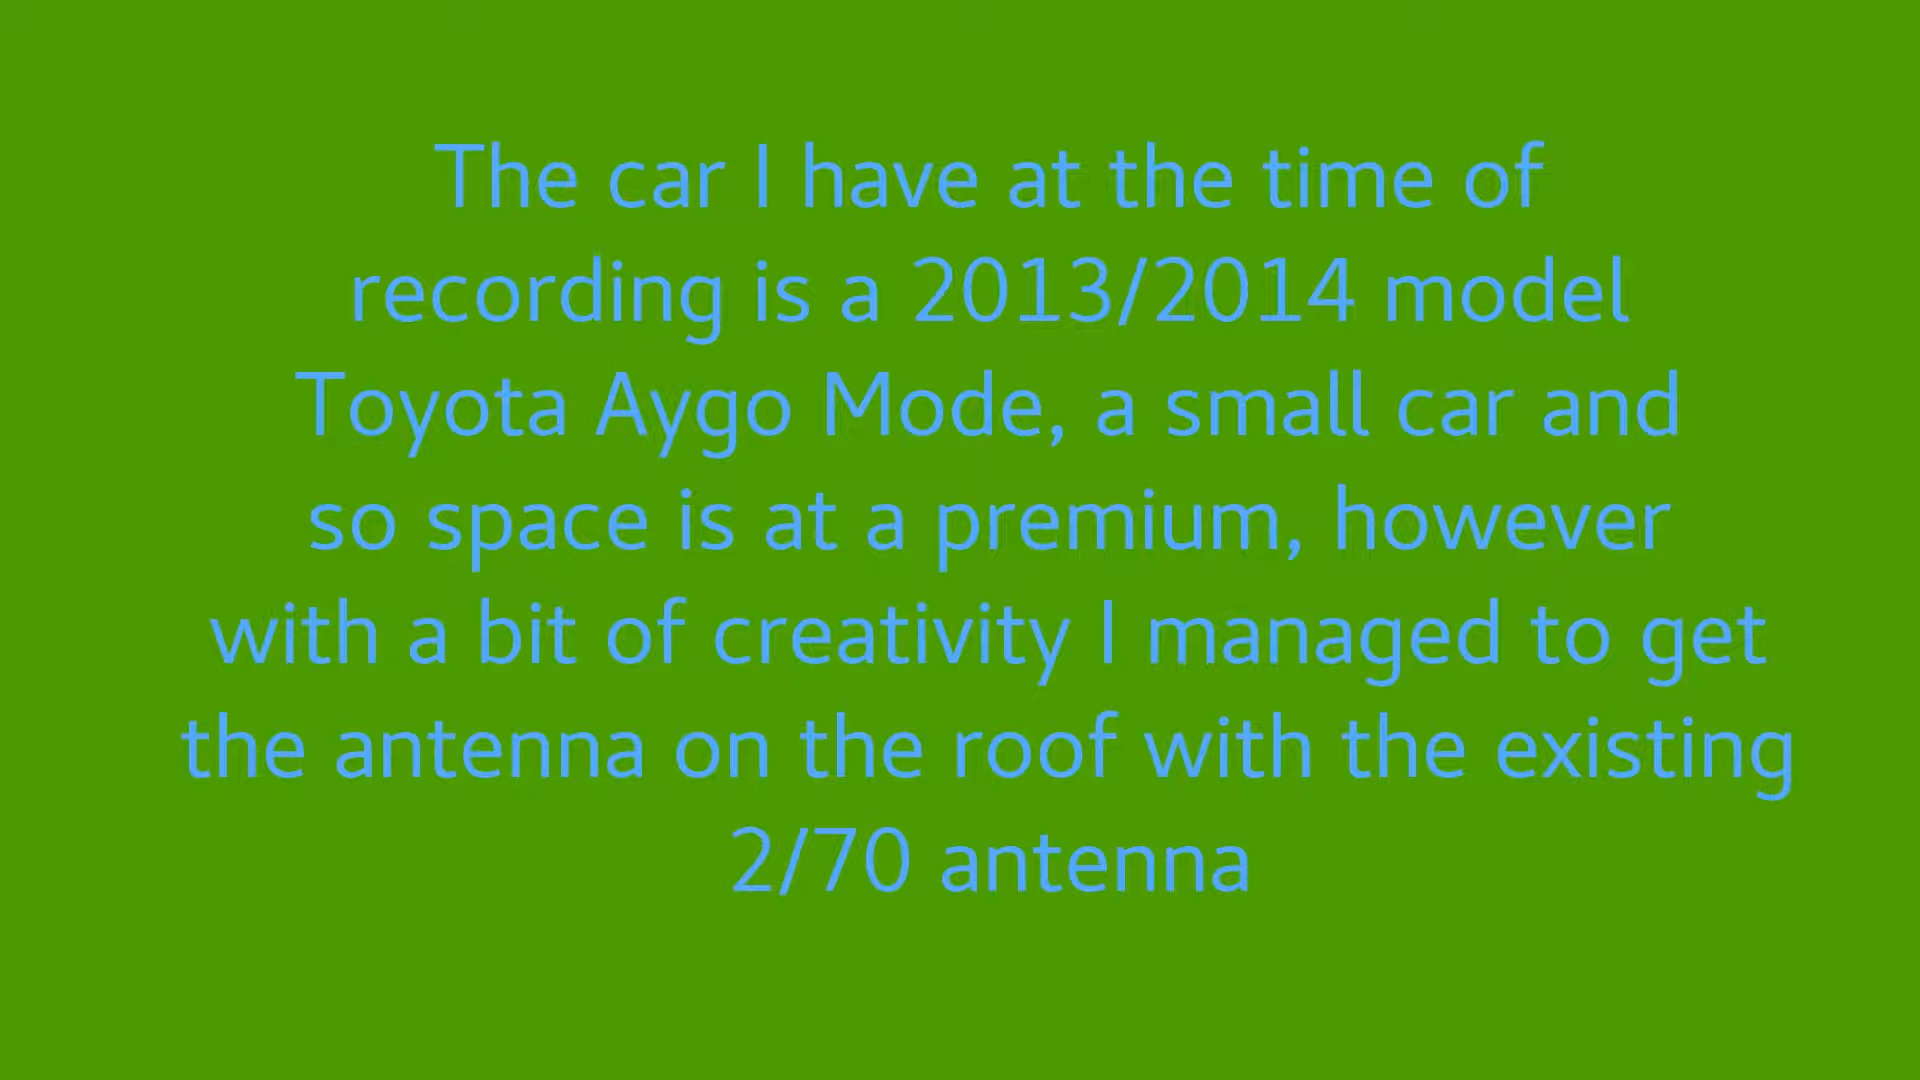 The car I have at the time of
recording is a 2013/2014 model
Toyota Aygo Mode, a small car and
so space is at a premium, however
with a bit of creativity I managed to get
the antenna on the roof with the existing
2/70 antenna